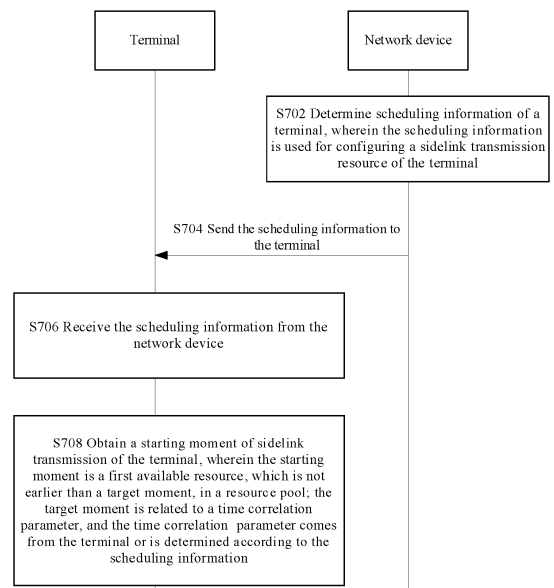 Terminal
Network device
S702 Determine scheduling information of a
terminal, wherein the scheduling information
is used for configuring a sidelink transmission
resource of the terminal
S704 Send the scheduling information to
the terminal
S706 Receive the scheduling information from the
network device
S708 Obtain a starting moment of sidelink
transmission of the terminal, wherein the starting
moment is a first available resource, which is not
earlier than a target moment, in a resource pool; the
target moment is related to a time correlation
parameter, and the time correlation parameter comes
from the terminal or is determined according to the
scheduling information